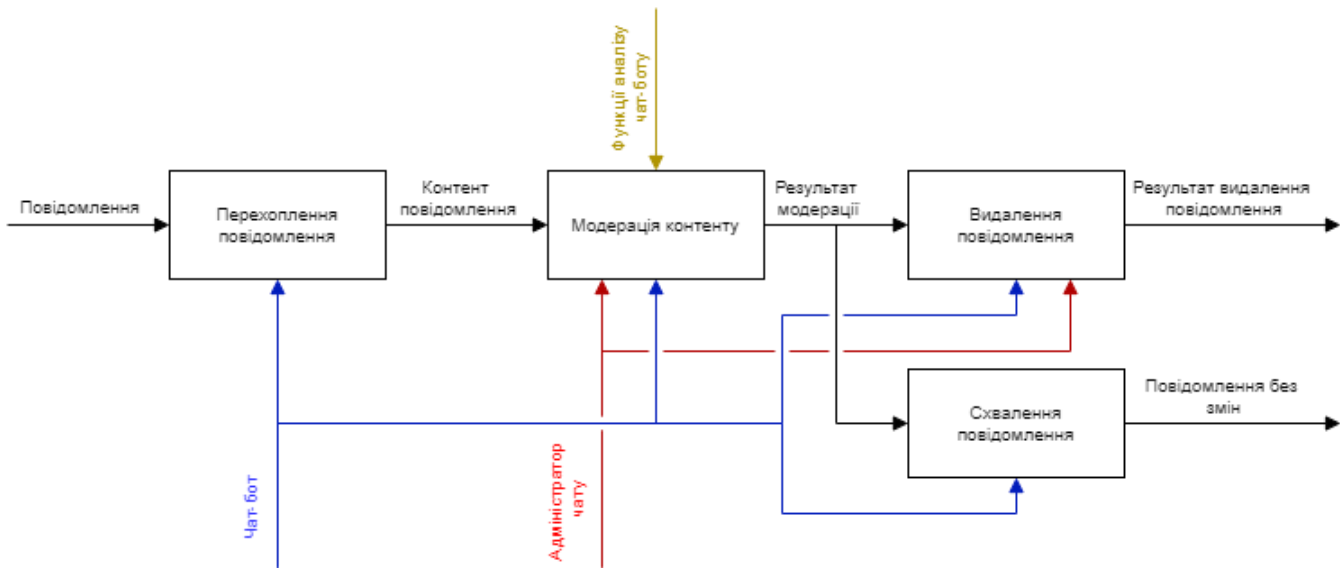 Функції аналізу
чат-боту
Повідомлення
Перехоплення
повідомлення
Контент
повідомлення
Модерація контенту
Результат
модерації
Видалення
повідомлення
Результат видалення
повідомлення
Схвалення
повідомлення
Повідомлення без
змін
Чат-бот
Адміністратор
чату